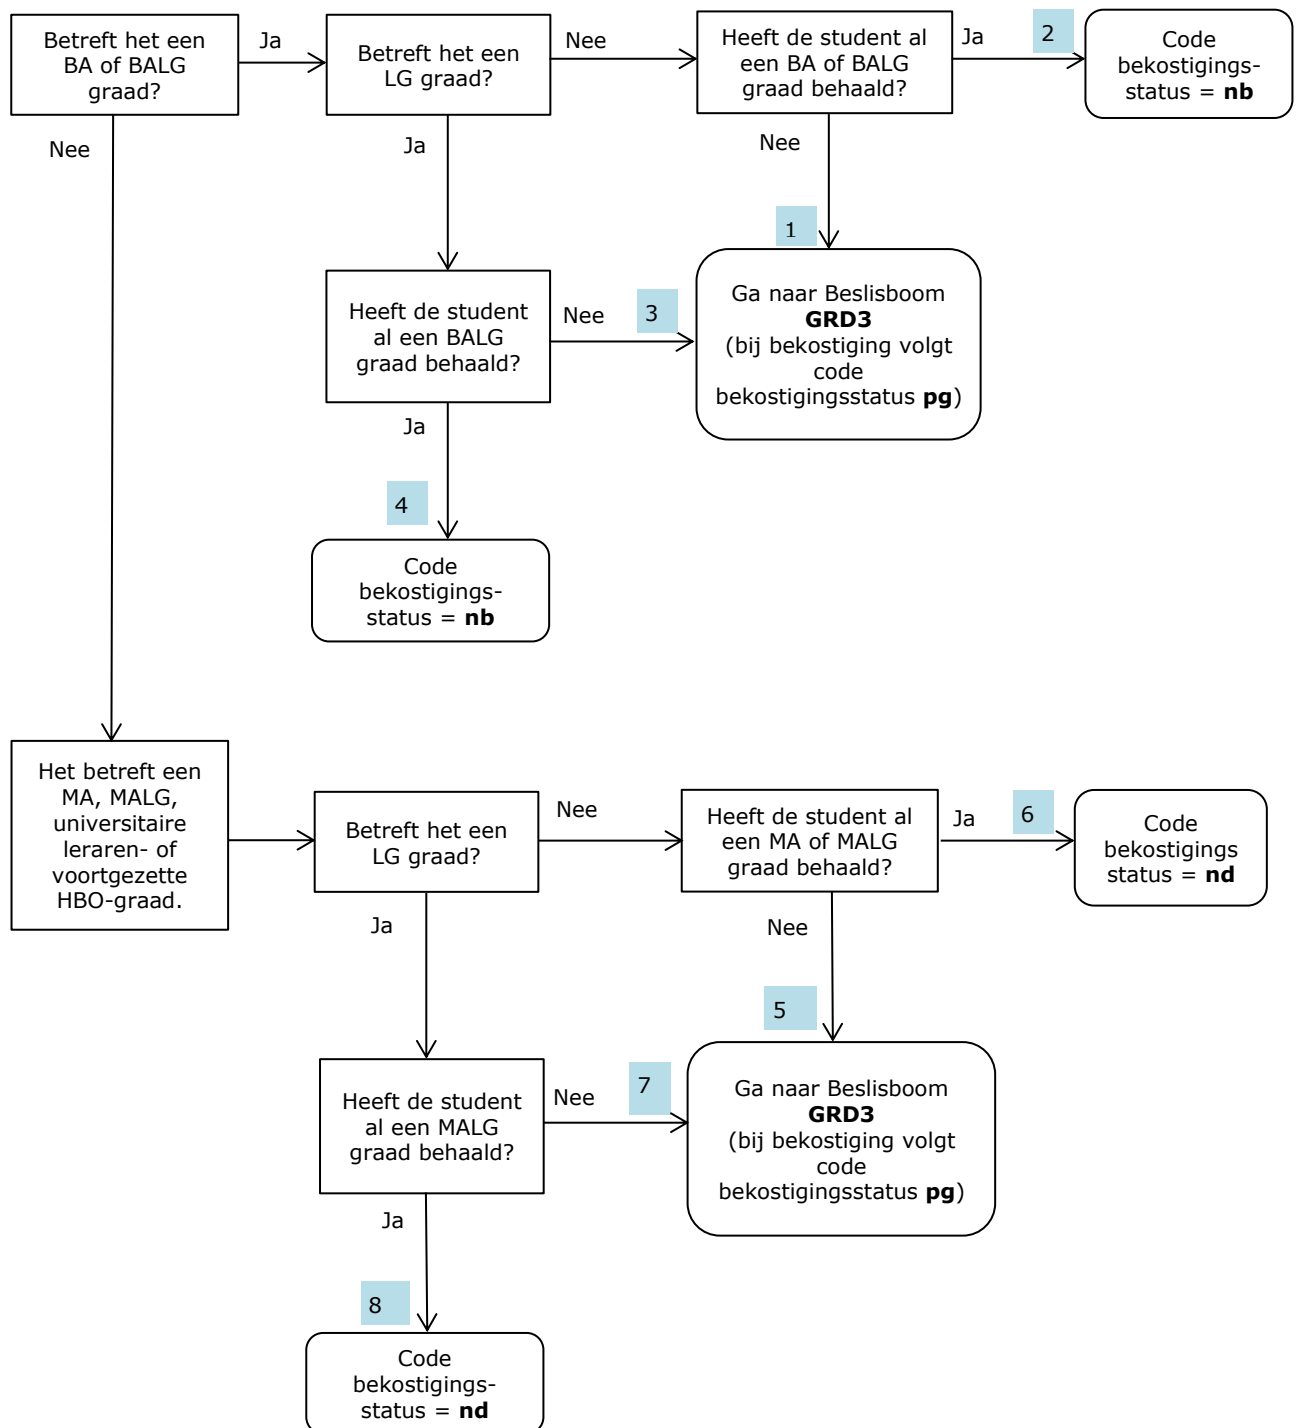 Betreft het een
BA of BALG
graad?
Ja
Betreft het een
LG graad?
Nee
Heeft de student al
een BA of BALG
graad behaald?
Ja
2
Code
bekostigings-
status = nb
Nee
Ja
Nee
1
Heeft de student
al een BALG
graad behaald?
Nee
3
Ga naar Beslisboom
GRD3
(bij bekostiging volgt
code
bekostigingsstatus pg)
Ja
4
Code
bekostigings-
status = nb
Het betreft een
MA, MALG,
universitaire
leraren- of
voortgezette
HBO-graad.
Betreft het een
LG graad?
Nee
Heeft de student al
een MA of MALG
graad behaald?
Ja
6
Code
bekostigings
status = nd
Ja
Nee
5
Heeft de student
al een MALG
graad behaald?
Nee
7
Ga naar Beslisboom
GRD3
(bij bekostiging volgt
code
bekostigingsstatus pg)
Ja
8
Code
bekostigings-
status = nd